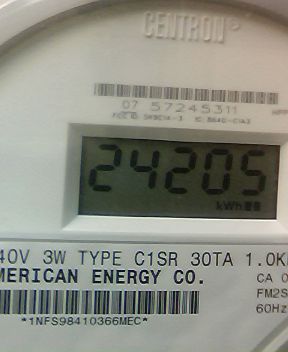 CENTRON®
07 57245311
24205
kWh
40V 3W TYPE C1SR 30TA 1.0K
MERICAN ENERGY CO.
CA 0
FM2S
60Hz
*1NFS98410366MEC*